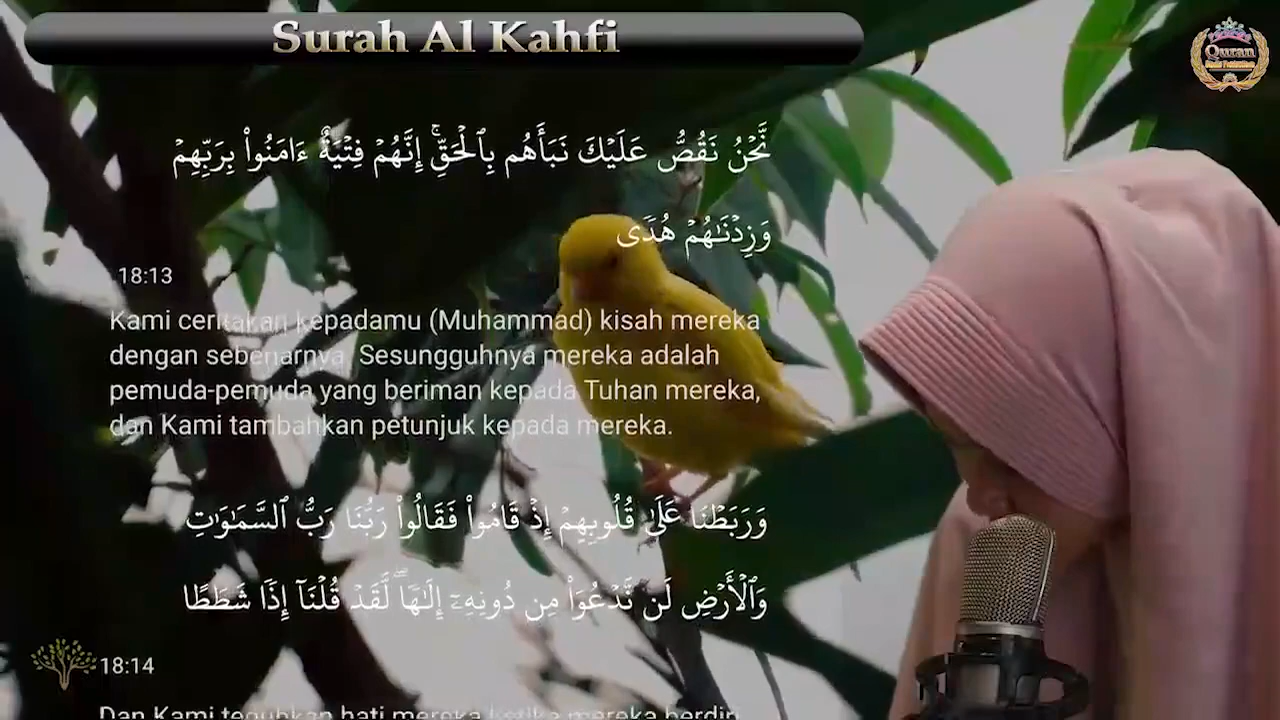 Surah Al Kahfi
Quran
نَّحْنُ نَقُصُّ عَلَيْكَ نَبَأَهُم بِٱلْحَقِّ ۚ إِنَّهُمْ فِتْيَةٌ ءَامَنُوا۟ بِرَبِّهِمْ
وَزِدْنَـٰهُمْ هُدًى
18:13
Kami ceritakan kepadamu (Muhammad) kisah mereka
dengan sebenarnya. Sesungguhnya mereka adalah
pemuda-pemuda yang beriman kepada Tuhan mereka,
dan Kami tambahkan petunjuk kepada mereka.
وَرَبَطْنَا عَلَىٰ قُلُوبِهِمْ إِذْ قَامُوا۟ فَقَالُوا۟ رَبُّنَا رَبُّ ٱلسَّمَـٰوَٰتِ
وَٱلْأَرْضِ لَن نَّدْعُوَا۟ مِن دُونِهِۦٓ إِلَـٰهًا ۖ لَّقَدْ قُلْنَآ إِذًا شَطَطًا
18:14
Dan Kami teguhkan hati mereka ketika mereka berdiri